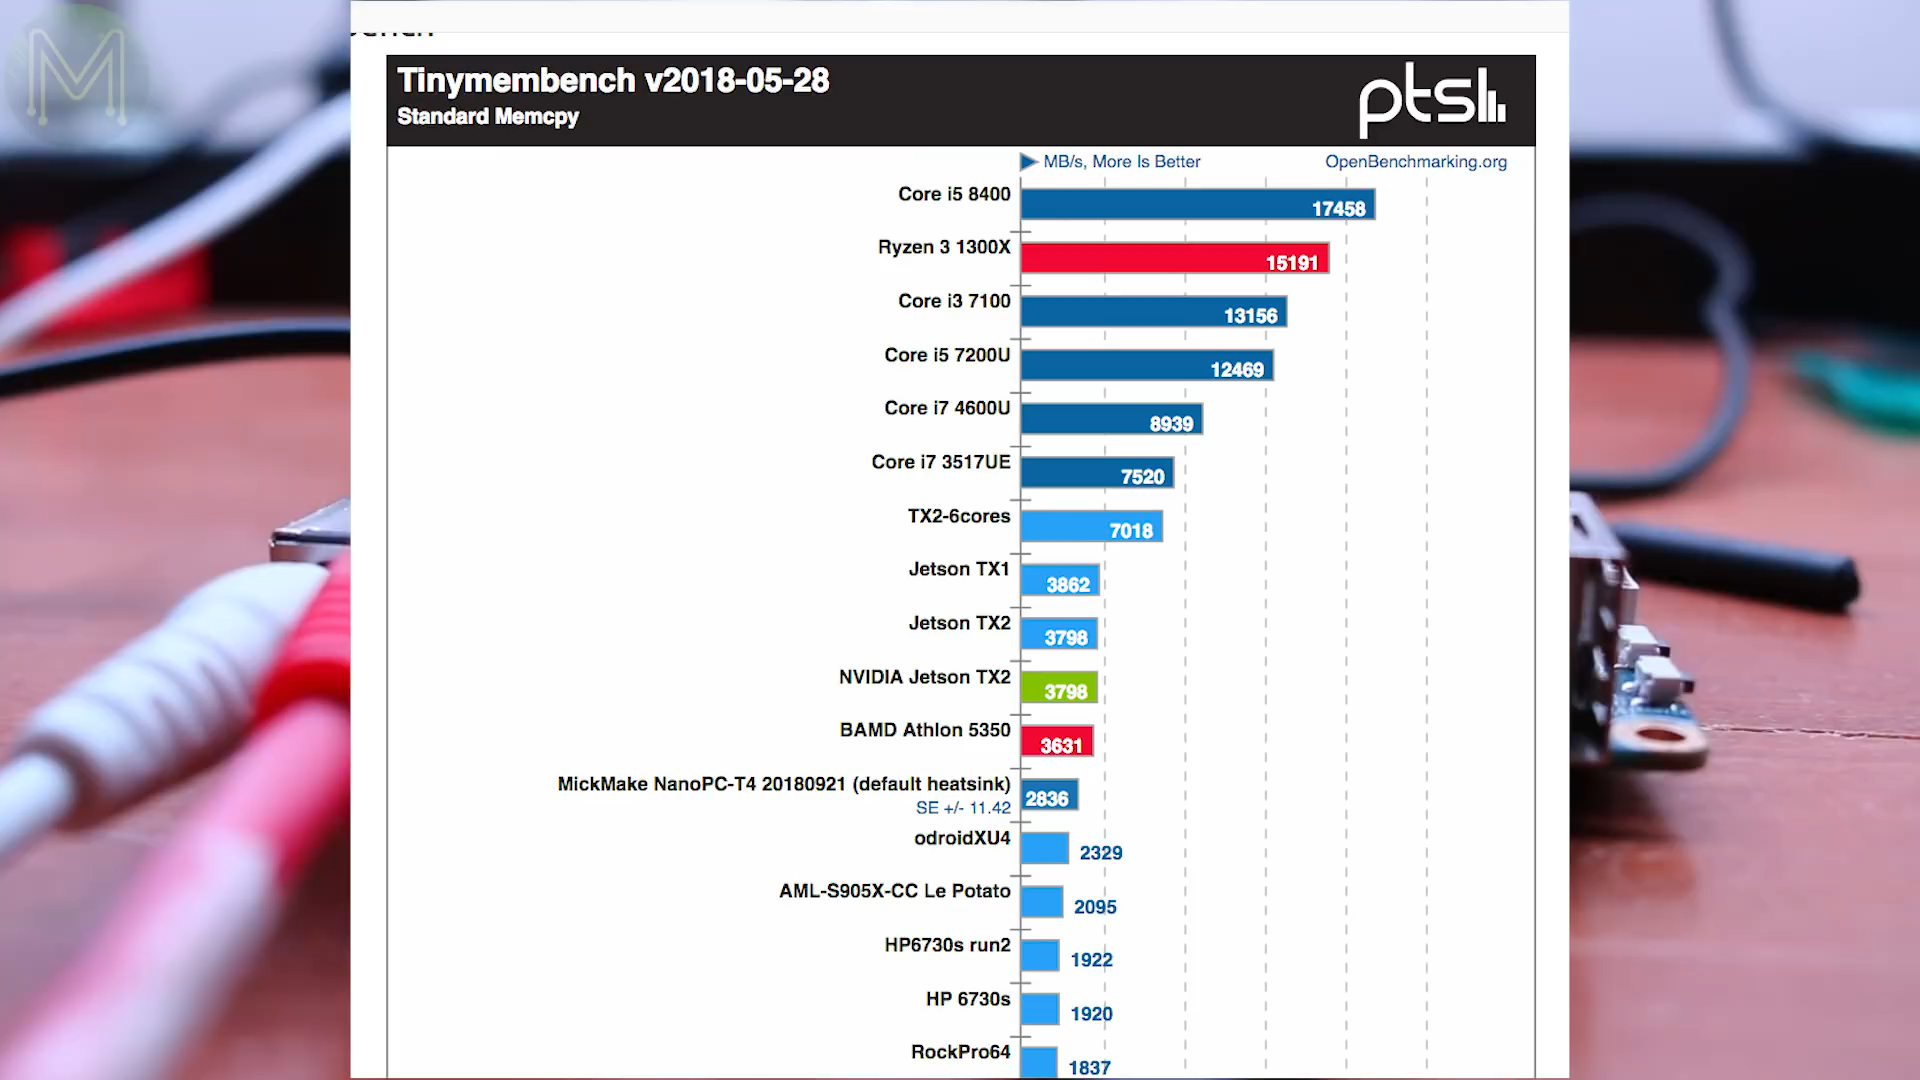 Tinymembench v2018-05-28
Standard Memcpy
ptsl
MB/s, More Is Better
OpenBenchmarking.org
Core i5 8400
17458
Ryzen 3 1300X
15191
Core i3 7100
13156
Core i5 7200U
12469
Core i7 4600U
8939
Core i7 3517UE
7520
TX2-6cores
7018
Jetson TX1
3862
Jetson TX2
3798
NVIDIA Jetson TX2
3798
BAMD Athlon 5350
3631
MickMake NanoPC-T4 20180921 (default heatsink)
SE +/- 11.42
2836
odroidXU4
2329
AML-S905X-CC Le Potato
2095
HP6730s run2
1922
HP 6730s
1920
RockPro64
1837
M